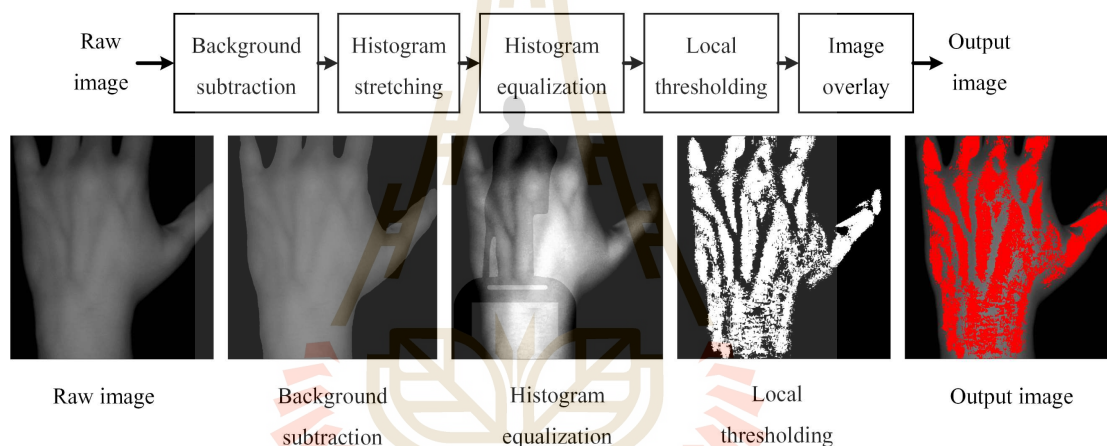 Raw
image
Background
subtraction
Histogram
stretching
Histogram
equalization
Local
thresholding
Image
overlay
Output
image
Raw image
Background
subtraction
Histogram
equalization
Local
thresholding
Output image